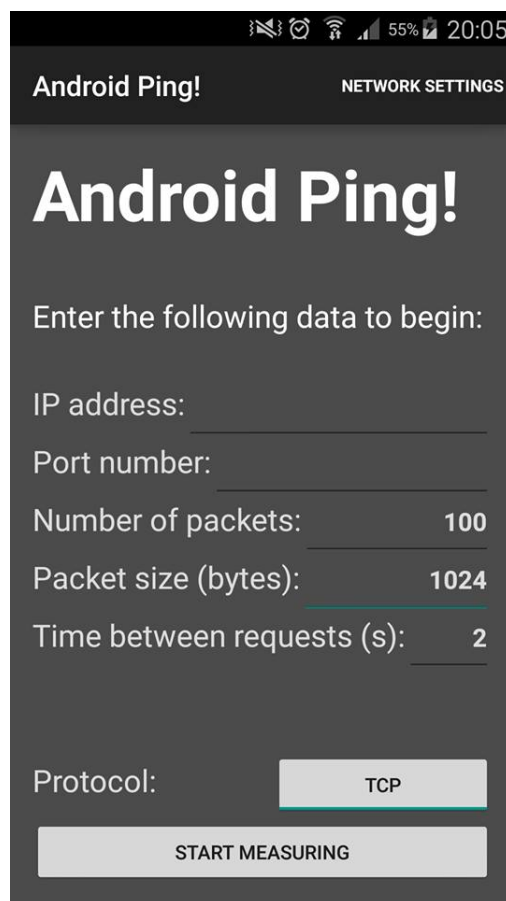 55% 20:05
Android Ping! NETWORK SETTINGS
Android Ping!
Enter the following data to begin:
IP address:
Port number:
Number of packets: 100
Packet size (bytes): 1024
Time between requests (s): 2
Protocol: TCP
START MEASURING